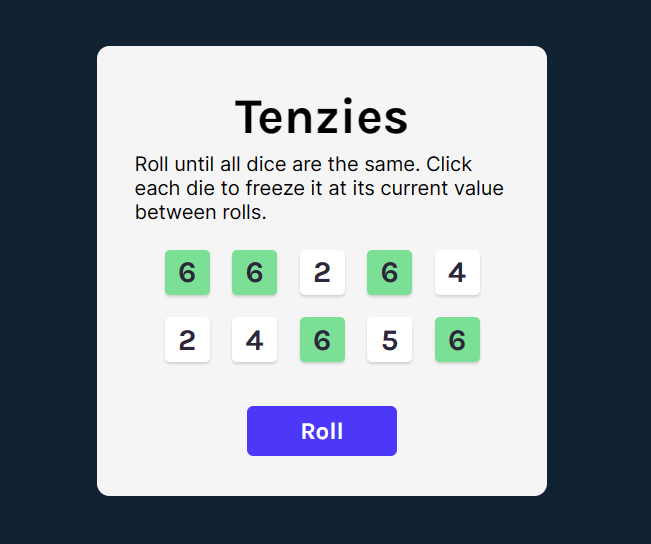 Tenzies
Roll until all dice are the same. Click
each die to freeze it at its current value
between rolls.
6 6 2 6 4
2 4 6 5 6
Roll